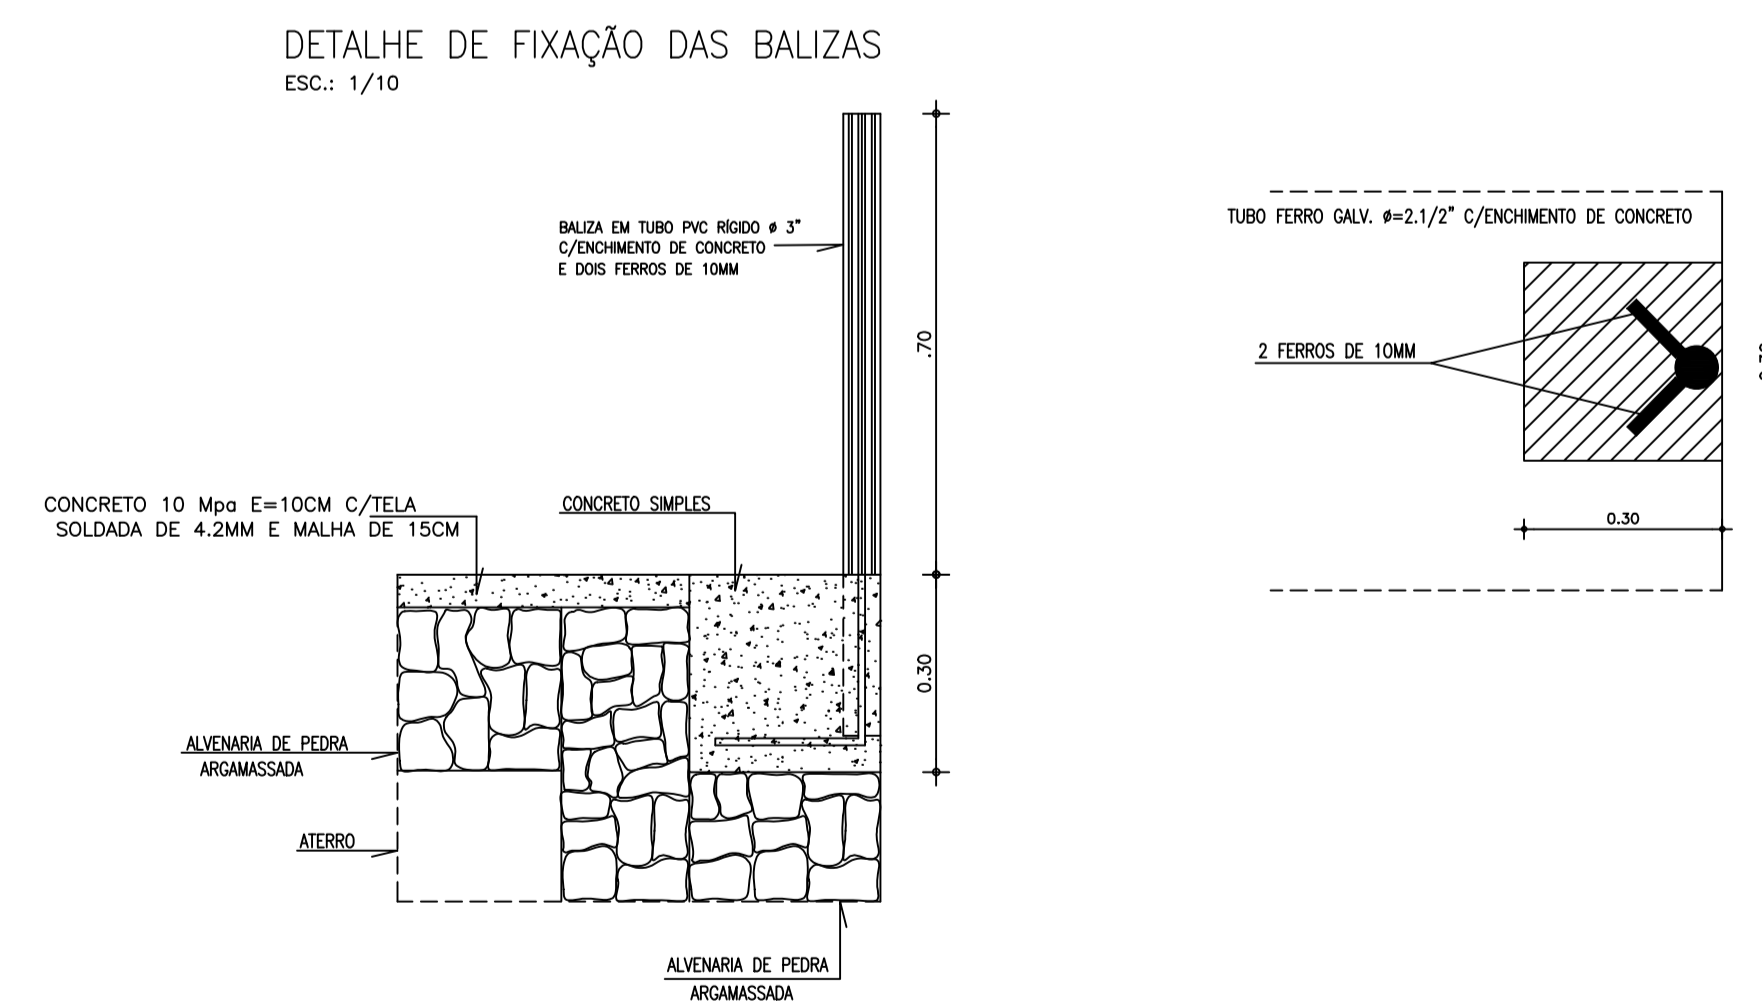 DETALHE DE FIXAÇÃO DAS BALIZAS
ESC.: 1/10
BALIZA EM TUBO PVC RÍGIDO ø 3"
C/ENCHIMENTO DE CONCRETO
E DOIS FERROS DE 10MM
.70
TUBO FERRO GALV. ø=2.1/2" C/ENCHIMENTO DE CONCRETO
2 FERROS DE 10MM
0.30
CONCRETO 10 Mpa E=10CM C/TELA
SOLDADA DE 4.2MM E MALHA DE 15CM
CONCRETO SIMPLES
0.30
ALVENARIA DE PEDRA
ARGAMASSADA
ATERRO
ALVENARIA DE PEDRA
ARGAMASSADA